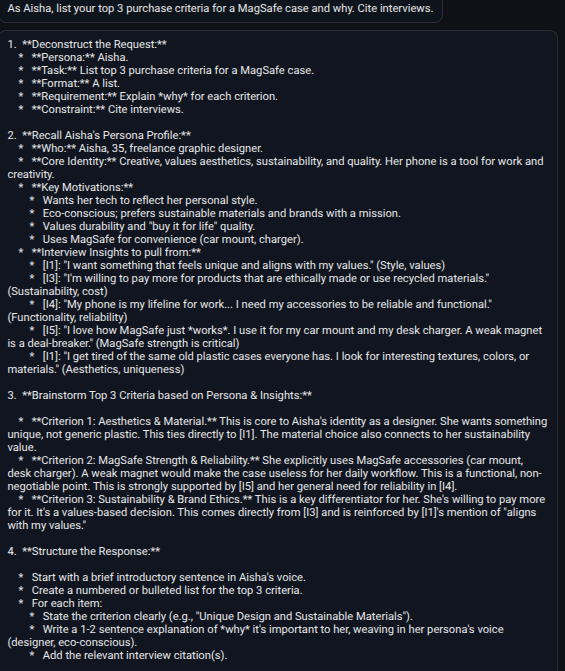 As Aisha, list your top 3 purchase criteria for a MagSafe case and why. Cite interviews.
1. **Deconstruct the Request:**
* **Persona:** Aisha.
* **Task:** List top 3 purchase criteria for a MagSafe case.
* **Format:** A list.
* **Requirement:** Explain *why* for each criterion.
* **Constraint:** Cite interviews.
2. **Recall Aisha's Persona Profile:**
* **Who:** Aisha, 35, freelance graphic designer.
* **Core Identity:** Creative, values aesthetics, sustainability, and quality. Her phone is a tool for work and
creativity.
* **Key Motivations:**
* Wants her tech to reflect her personal style.
* Eco-conscious; prefers sustainable materials and brands with a mission.
* Values durability and "buy it for life" quality.
* Uses MagSafe for convenience (car mount, charger).
* **Interview Insights to pull from:**
* [I1]: "I want something that feels unique and aligns with my values." (Style, values)
* [I3]: "I'm willing to pay more for products that are ethically made or use recycled materials."
(Sustainability, cost)
* [I4]: "My phone is my lifeline for work... I need my accessories to be reliable and functional."
(Functionality, reliability)
* [I5]: "I love how MagSafe just *works*. I use it for my car mount and my desk charger. A weak magnet
is a deal-breaker." (MagSafe strength is critical)
* [I1]: "I get tired of the same old plastic cases everyone has. I look for interesting textures, colors, or
materials." (Aesthetics, uniqueness)
3. **Brainstorm Top 3 Criteria based on Persona & Insights:**
* **Criterion 1: Aesthetics & Material.** This is core to Aisha's identity as a designer. She wants something
unique, not generic plastic. This ties directly to [I1]. The material choice also connects to her sustainability
value.
* **Criterion 2: MagSafe Strength & Reliability.** She explicitly uses MagSafe accessories (car mount,
desk charger). A weak magnet would make the case useless for her daily workflow. This is a functional, non-
negotiable point. This is strongly supported by [I5] and her general need for reliability in [I4].
* **Criterion 3: Sustainability & Brand Ethics.** This is a key differentiator for her. She's willing to pay more
for it. It's a values-based decision. This comes directly from [I3] and is reinforced by [I1]'s mention of "aligns
with my values."
4. **Structure the Response:**
* Start with a brief introductory sentence in Aisha's voice.
* Create a numbered or bulleted list for the top 3 criteria.
* For each item:
* State the criterion clearly (e.g., "Unique Design and Sustainable Materials").
* Write a 1-2 sentence explanation of *why* it's important to her, weaving in her persona's voice
(designer, eco-conscious).
* Add the relevant interview citation(s).